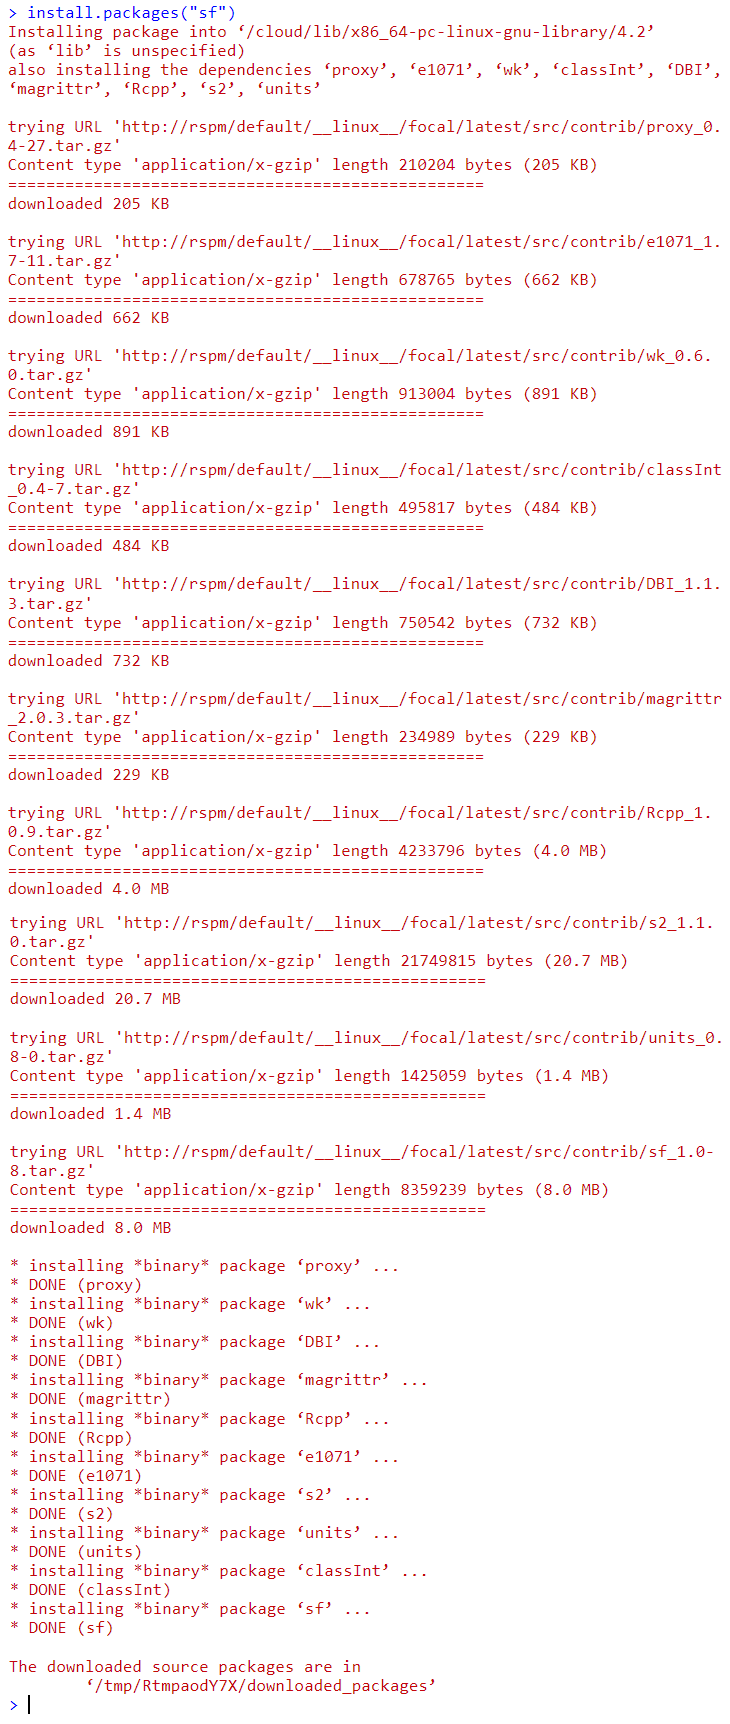 > install.packages("sf")
Installing package into ‘/cloud/lib/x86_64-pc-linux-gnu-library/4.2’
(as ‘lib’ is unspecified)
also installing the dependencies ‘proxy’, ‘e1071’, ‘wk’, ‘classInt’, ‘DBI’,
‘magrittr’, ‘Rcpp’, ‘s2’, ‘units’

trying URL 'http://rspm/default/__linux__/focal/latest/src/contrib/proxy_0.
4-27.tar.gz'
Content type 'application/x-gzip' length 210204 bytes (205 KB)
==================================================
downloaded 205 KB

trying URL 'http://rspm/default/__linux__/focal/latest/src/contrib/e1071_1.
7-11.tar.gz'
Content type 'application/x-gzip' length 678765 bytes (662 KB)
==================================================
downloaded 662 KB

trying URL 'http://rspm/default/__linux__/focal/latest/src/contrib/wk_0.6.
0.tar.gz'
Content type 'application/x-gzip' length 913004 bytes (891 KB)
==================================================
downloaded 891 KB

trying URL 'http://rspm/default/__linux__/focal/latest/src/contrib/classInt
_0.4-7.tar.gz'
Content type 'application/x-gzip' length 495817 bytes (484 KB)
==================================================
downloaded 484 KB

trying URL 'http://rspm/default/__linux__/focal/latest/src/contrib/DBI_1.1.
3.tar.gz'
Content type 'application/x-gzip' length 750542 bytes (732 KB)
==================================================
downloaded 732 KB

trying URL 'http://rspm/default/__linux__/focal/latest/src/contrib/magrittr
_2.0.3.tar.gz'
Content type 'application/x-gzip' length 234989 bytes (229 KB)
==================================================
downloaded 229 KB

trying URL 'http://rspm/default/__linux__/focal/latest/src/contrib/Rcpp_1.
0.9.tar.gz'
Content type 'application/x-gzip' length 4233796 bytes (4.0 MB)
==================================================
downloaded 4.0 MB

trying URL 'http://rspm/default/__linux__/focal/latest/src/contrib/s2_1.1.
0.tar.gz'
Content type 'application/x-gzip' length 21749815 bytes (20.7 MB)
==================================================
downloaded 20.7 MB

trying URL 'http://rspm/default/__linux__/focal/latest/src/contrib/units_0.
8-0.tar.gz'
Content type 'application/x-gzip' length 1425059 bytes (1.4 MB)
==================================================
downloaded 1.4 MB

trying URL 'http://rspm/default/__linux__/focal/latest/src/contrib/sf_1.0-
8.tar.gz'
Content type 'application/x-gzip' length 8359239 bytes (8.0 MB)
==================================================
downloaded 8.0 MB

* installing *binary* package ‘proxy’ ...
* DONE (proxy)
* installing *binary* package ‘wk’ ...
* DONE (wk)
* installing *binary* package ‘DBI’ ...
* DONE (DBI)
* installing *binary* package ‘magrittr’ ...
* DONE (magrittr)
* installing *binary* package ‘Rcpp’ ...
* DONE (Rcpp)
* installing *binary* package ‘e1071’ ...
* DONE (e1071)
* installing *binary* package ‘s2’ ...
* DONE (s2)
* installing *binary* package ‘units’ ...
* DONE (units)
* installing *binary* package ‘classInt’ ...
* DONE (classInt)
* installing *binary* package ‘sf’ ...
* DONE (sf)

The downloaded source packages are in
‘/tmp/RtmpaodY7X/downloaded_packages’
>